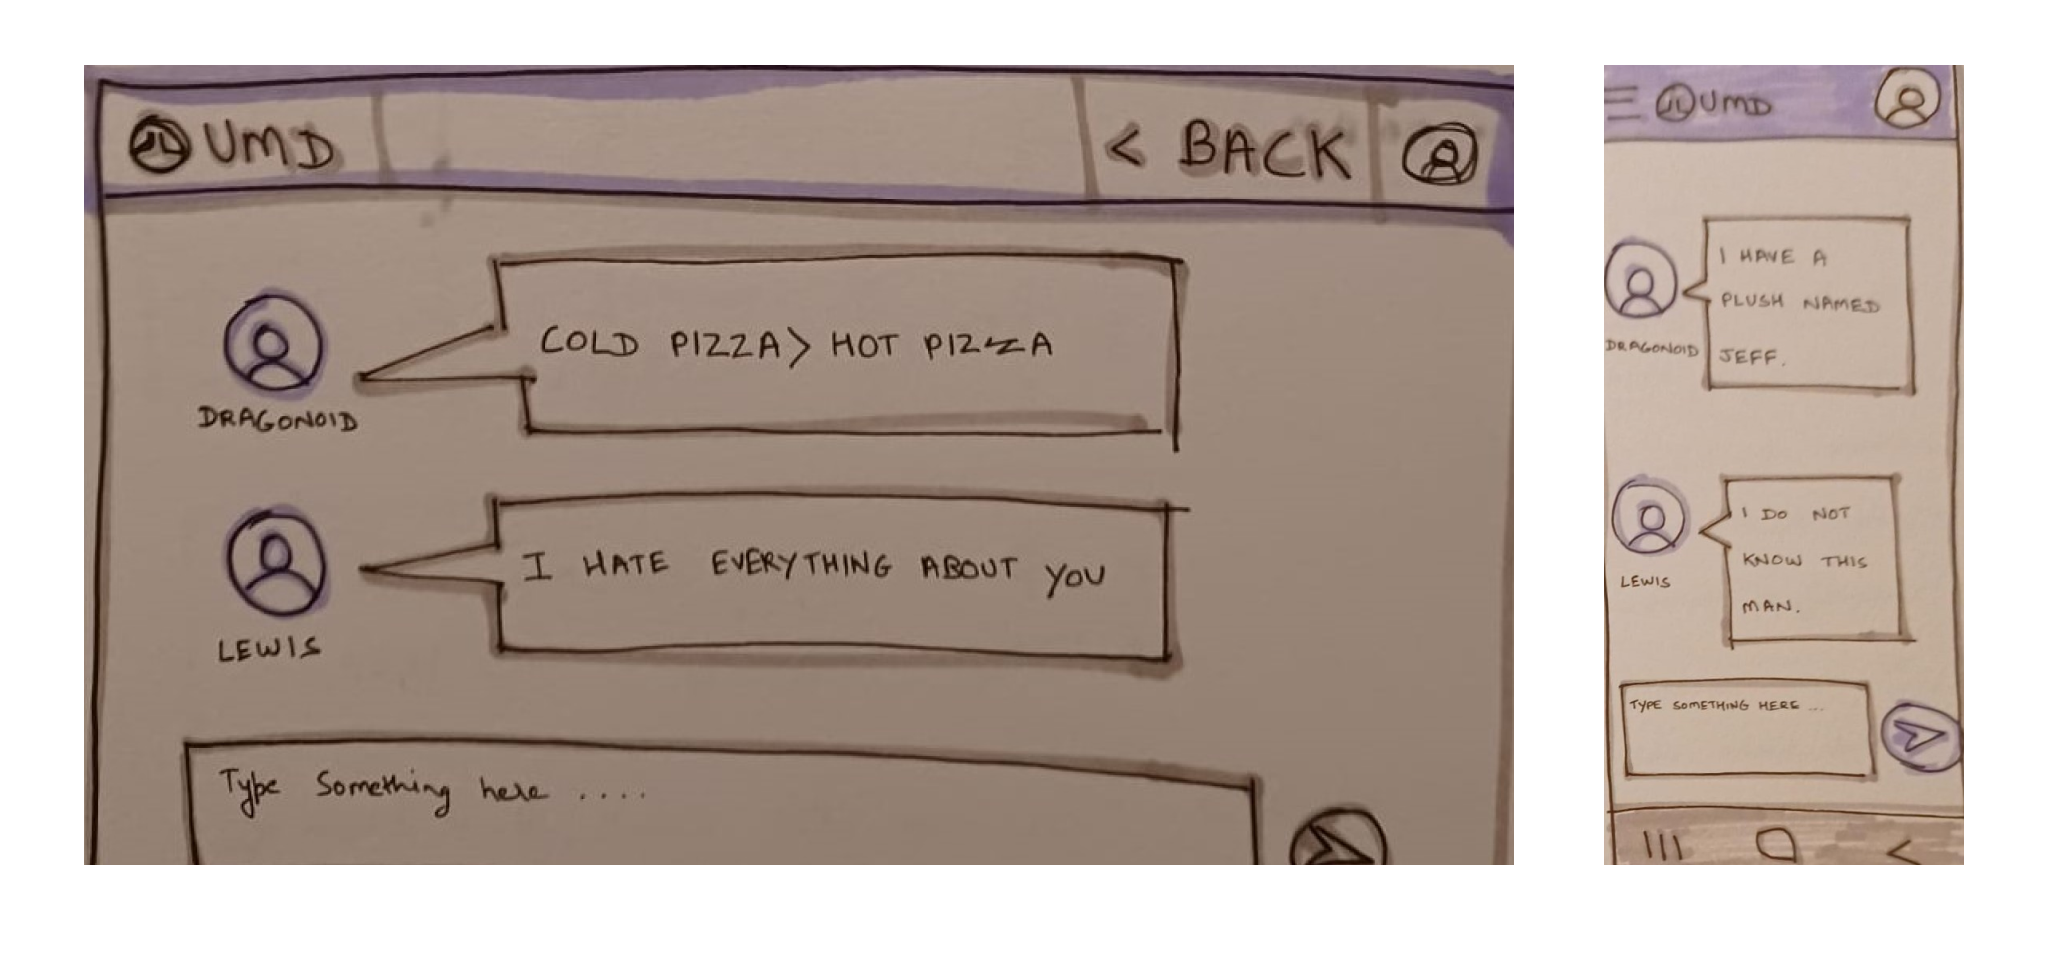 UMD
< BACK
COLD PIZZA > HOT PIZZA
DRAGONOID
I HATE EVERYTHING ABOUT YOU
LEWIS
Type Something here ....
UMD
I HAVE A
PLUSH NAMED
JEFF.
DRAGONOID
I DO NOT
KNOW THIS
MAN.
LEWIS
TYPE SOMETHING HERE ...